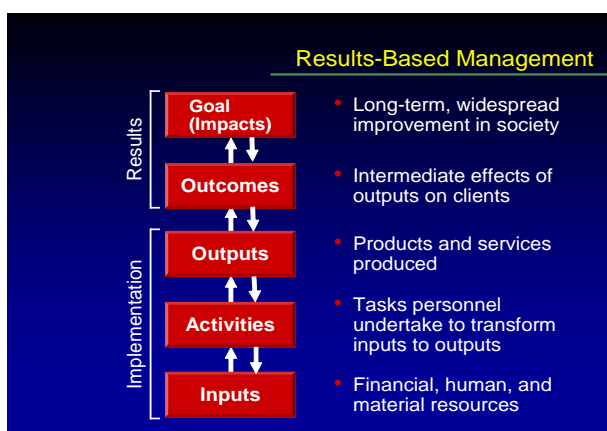 Results-Based Management
Results
Goal
(Impacts)
• Long-term, widespread
improvement in society
Outcomes
• Intermediate effects of
outputs on clients
Implementation
Outputs
• Products and services
produced
Activities
• Tasks personnel
undertake to transform
inputs to outputs
Inputs
• Financial, human, and
material resources